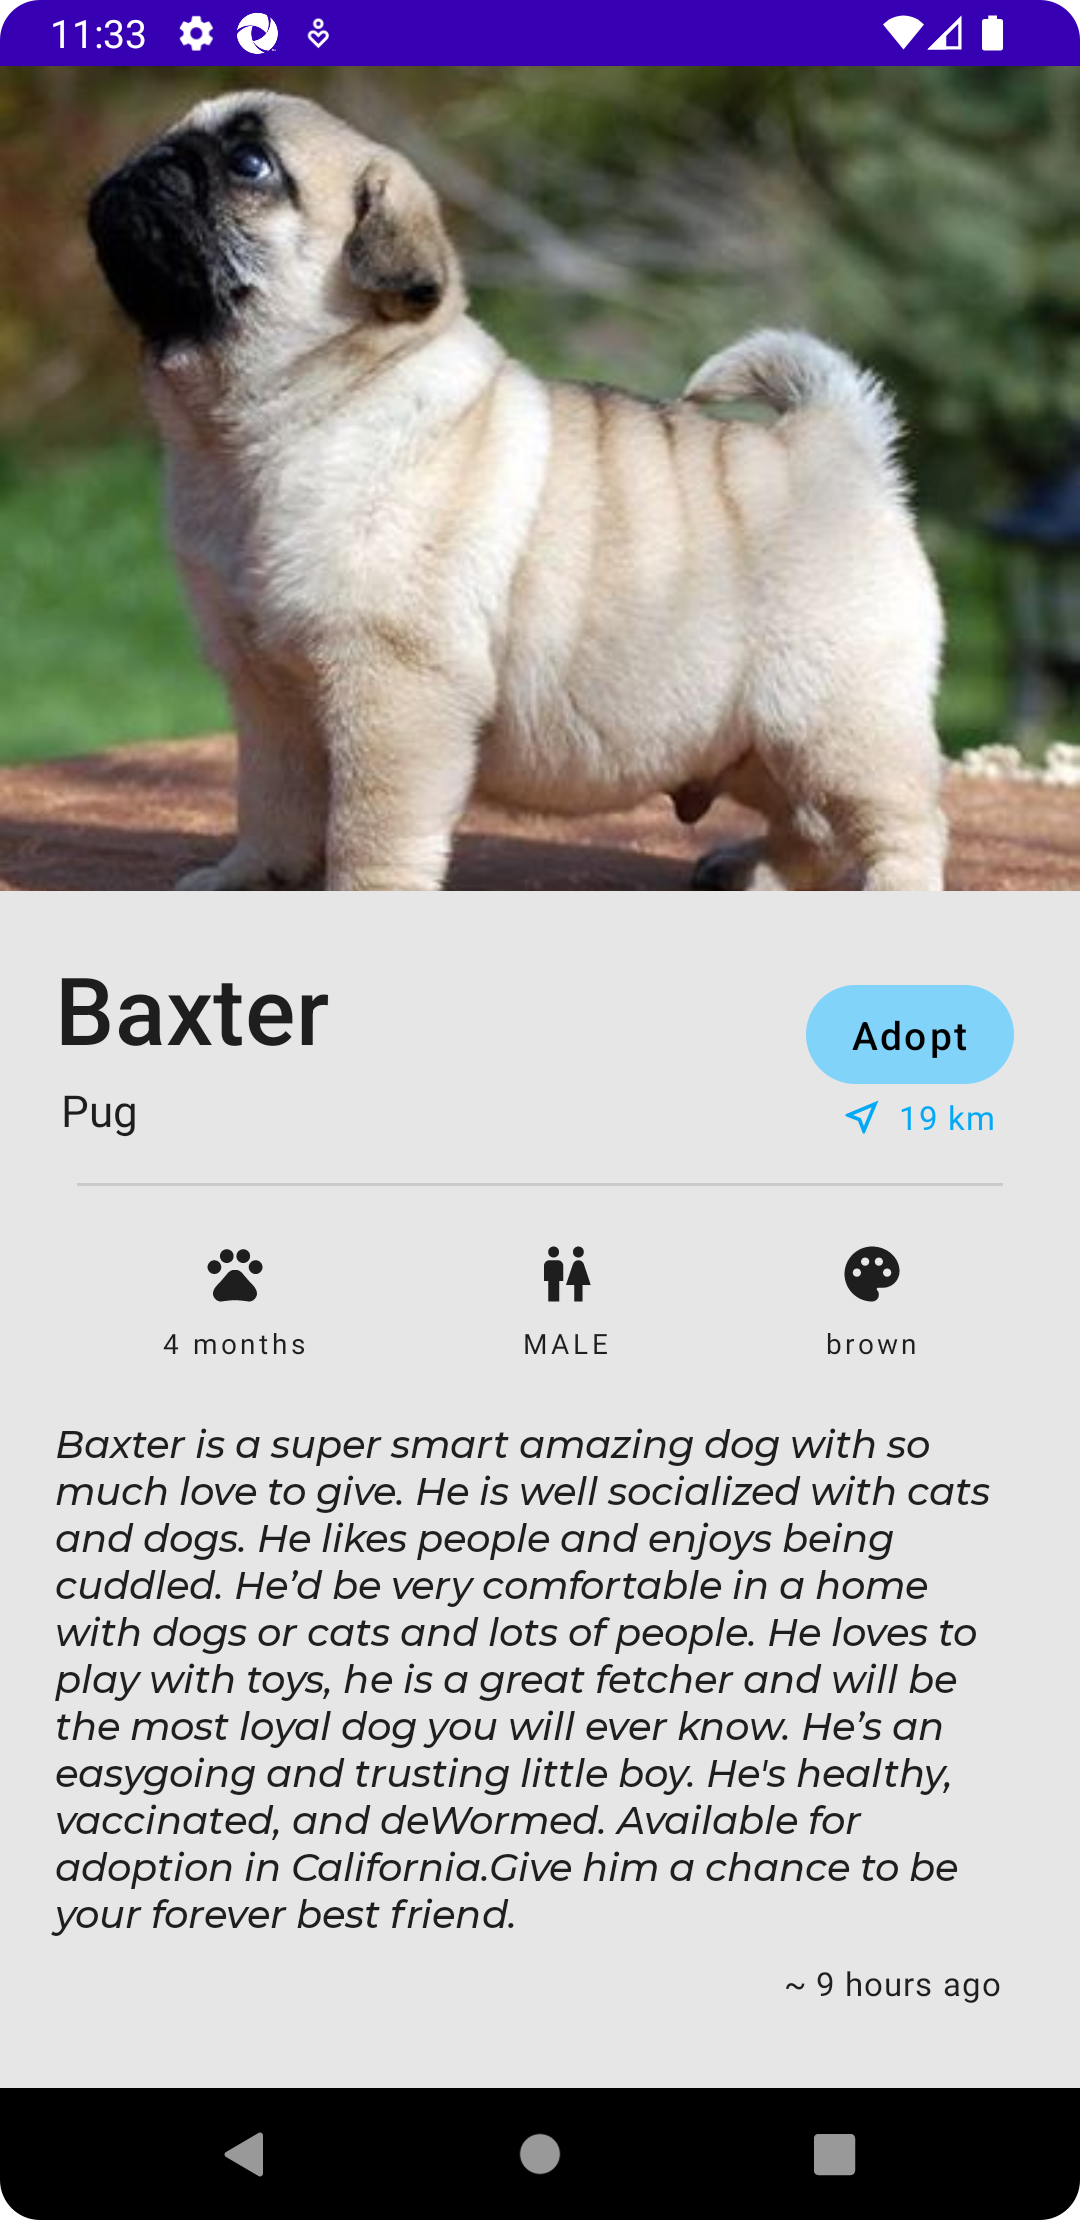 11:33
Baxter
Adopt
Pug
19 km
4 months
MALE
brown
Baxter is a super smart amazing dog with so
much love to give. He is well socialized with cats
and dogs. He likes people and enjoys being
cuddled. He’d be very comfortable in a home
with dogs or cats and lots of people. He loves to
play with toys, he is a great fetcher and will be
the most loyal dog you will ever know. He’s an
easygoing and trusting little boy. He's healthy,
vaccinated, and deWormed. Available for
adoption in California.Give him a chance to be
your forever best friend.
~ 9 hours ago